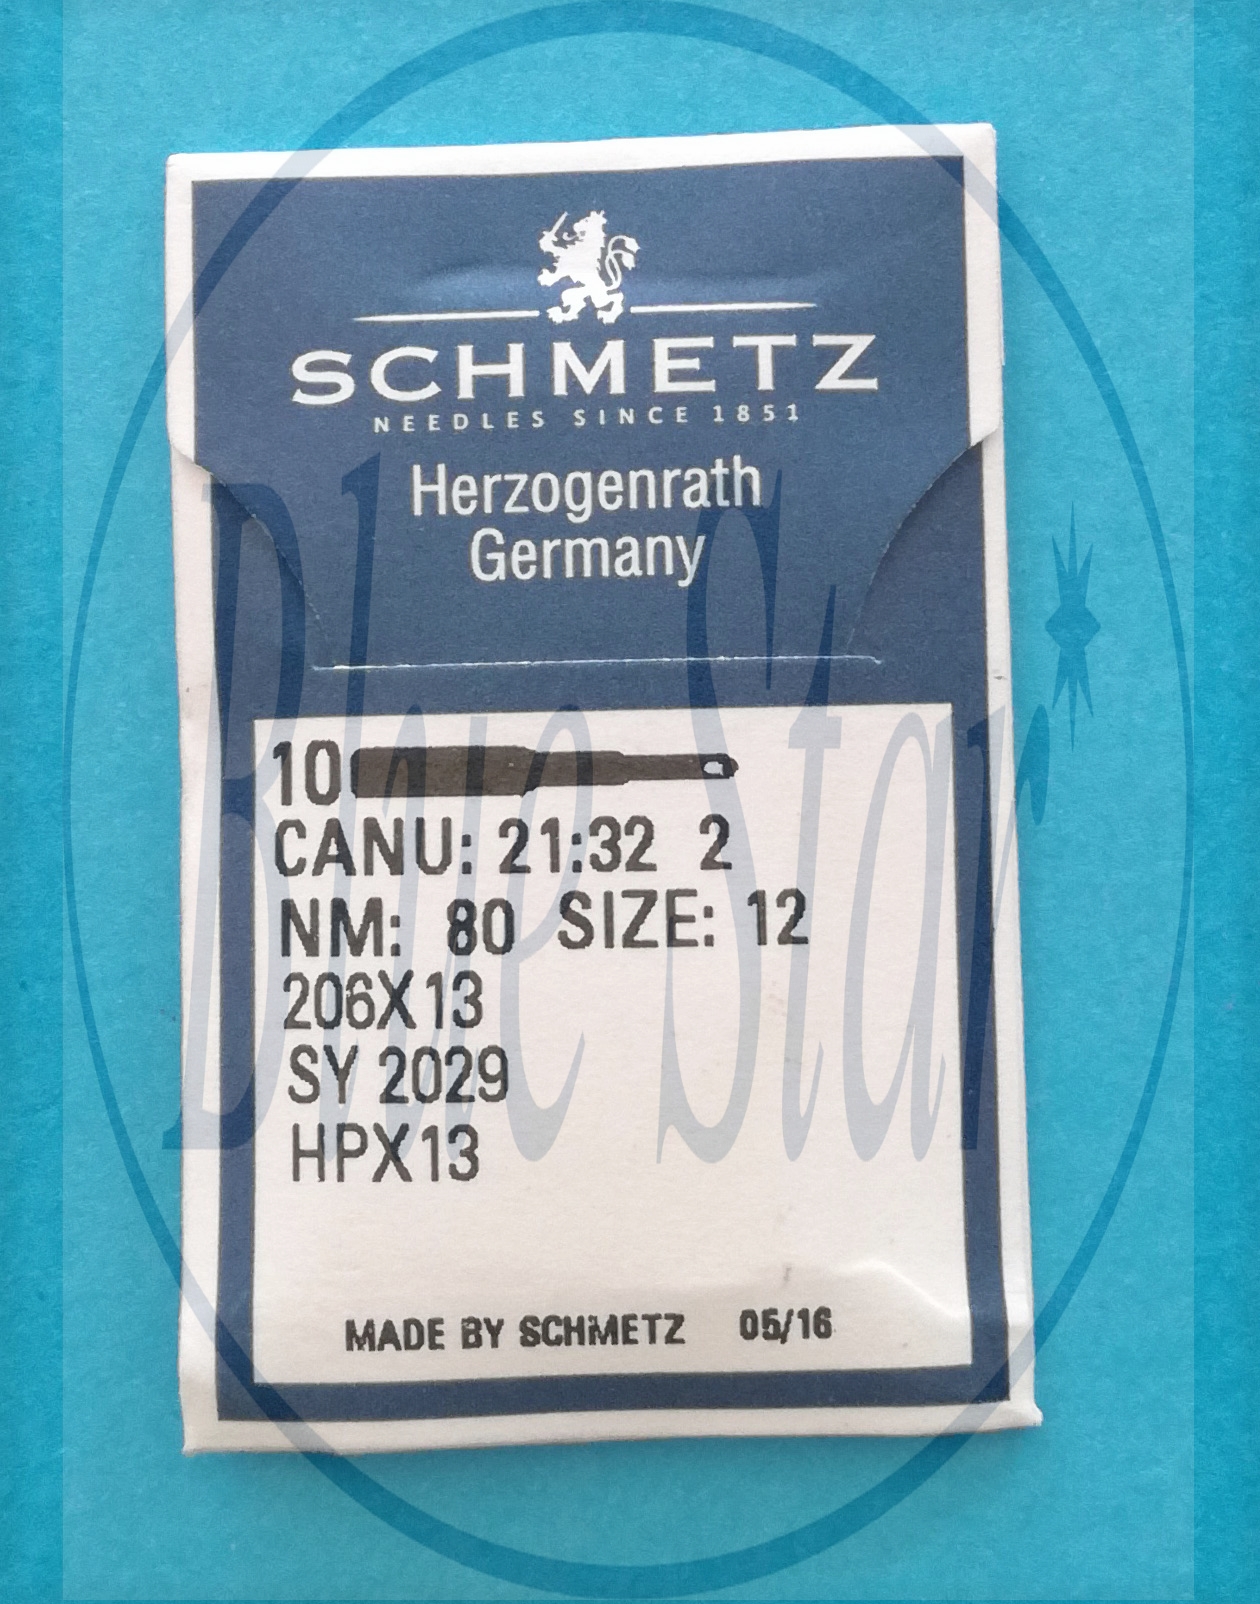 SCHMETZ
NEEDLES SINCE 1851
Herzogenrath
Germany
10
CANU: 21:32 2
NM: 80 SIZE: 12
206X13
SY 2029
HPX13
MADE BY SCHMETZ 05/16
Blue Star